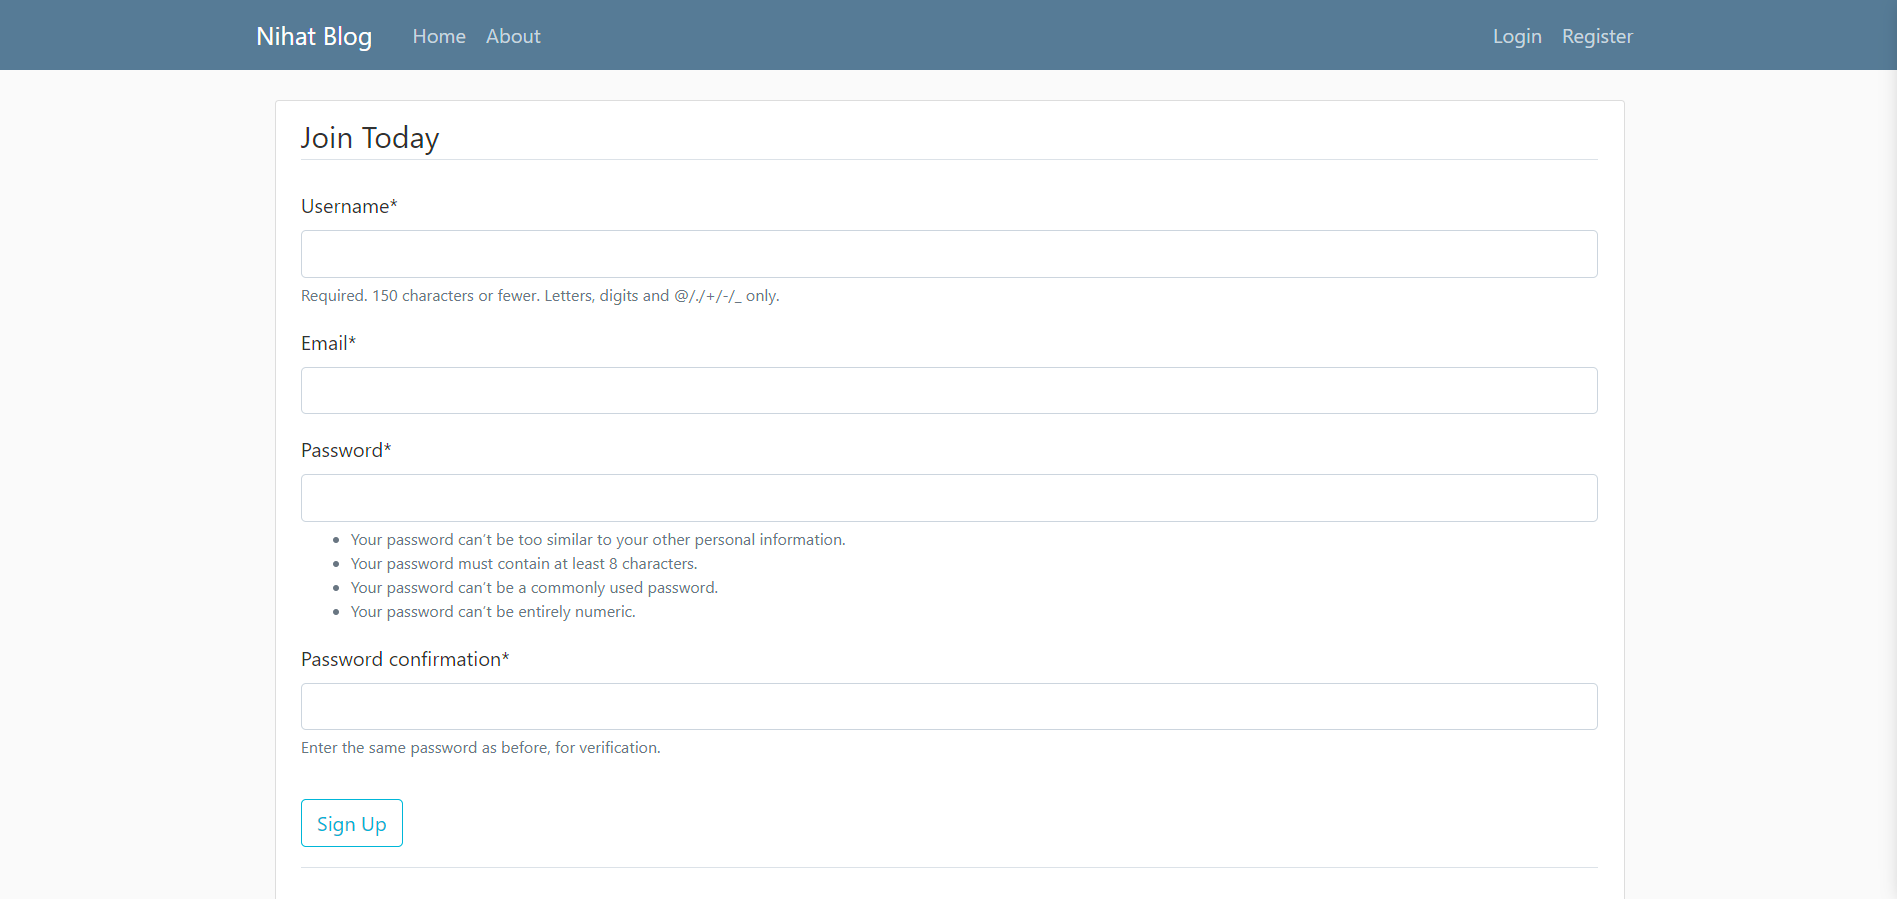 Nihat Blog Home About Login Register
Join Today
Username*
Required. 150 characters or fewer. Letters, digits and @/./+/-/_ only.
Email*
Password*
• Your password can’t be too similar to your other personal information.
• Your password must contain at least 8 characters.
• Your password can’t be a commonly used password.
• Your password can’t be entirely numeric.
Password confirmation*
Enter the same password as before, for verification.
Sign Up